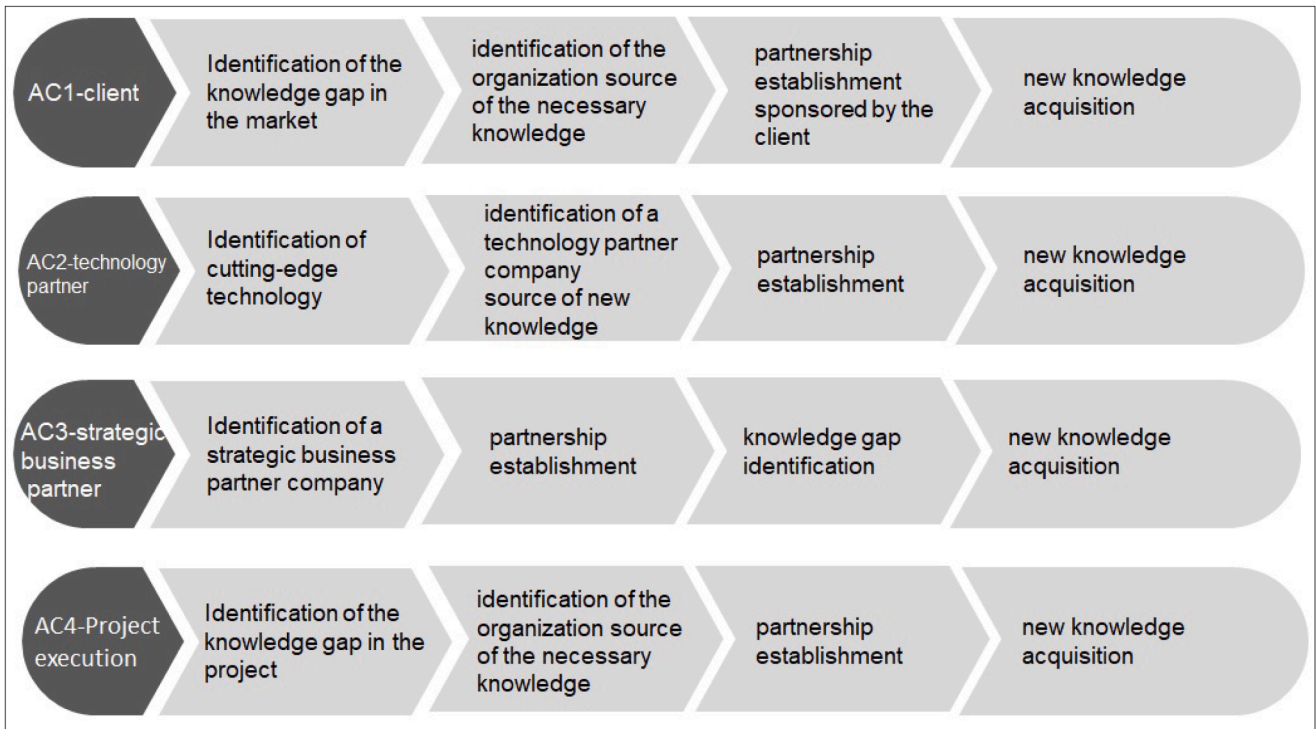 AC1-client
Identification of the
knowledge gap in
the market
identification of the
organization source
of the necessary
knowledge
partnership
establishment
sponsored by the
client
new knowledge
acquisition
AC2-technology
partner
Identification of
cutting-edge
technology
identification of a
technology partner
company
source of new
knowledge
partnership
establishment
new knowledge
acquisition
AC3-strategic
business
partner
Identification of a
strategic business
partner company
partnership
establishment
knowledge gap
identification
new knowledge
acquisition
AC4-Project
execution
Identification of the
knowledge gap in the
project
identification of the
organization source
of the necessary
knowledge
partnership
establishment
new knowledge
acquisition